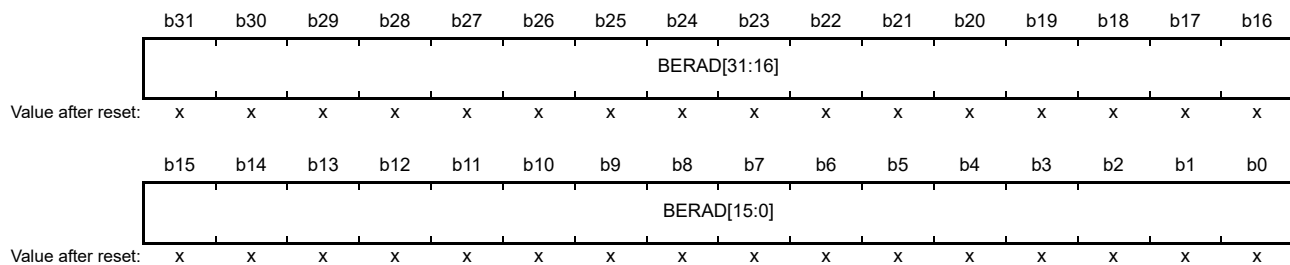 b31 b30 b29 b28 b27 b26 b25 b24 b23 b22 b21 b20 b19 b18 b17 b16
BERAD[31:16]
Value after reset: x x x x x x x x x x x x x x x x
b15 b14 b13 b12 b11 b10 b9 b8 b7 b6 b5 b4 b3 b2 b1 b0
BERAD[15:0]
Value after reset: x x x x x x x x x x x x x x x x